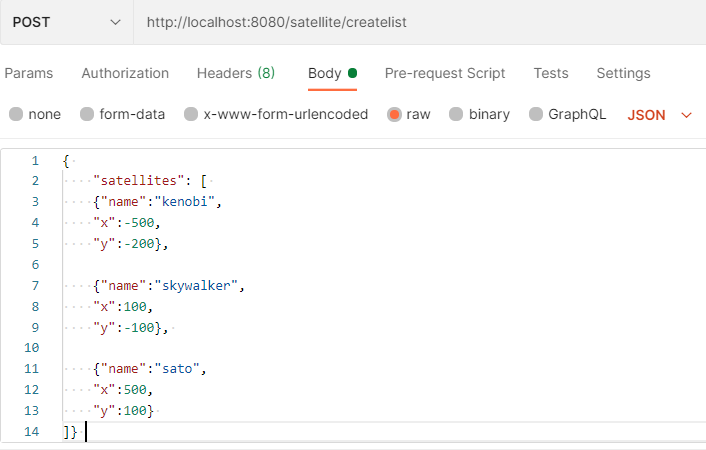 POST http://localhost:8080/satellite/createlist
Params Authorization Headers (8) Body Pre-request Script Tests Settings
none form-data x-www-form-urlencoded raw binary GraphQL JSON
1 {
2 "satellites": [
3 {"name":"kenobi",
4 "x":-500,
5 "y":-200},
6
7 {"name":"skywalker",
8 "x":100,
9 "y":-100},
10
11 {"name":"sato",
12 "x":500,
13 "y":100}
14 ]}